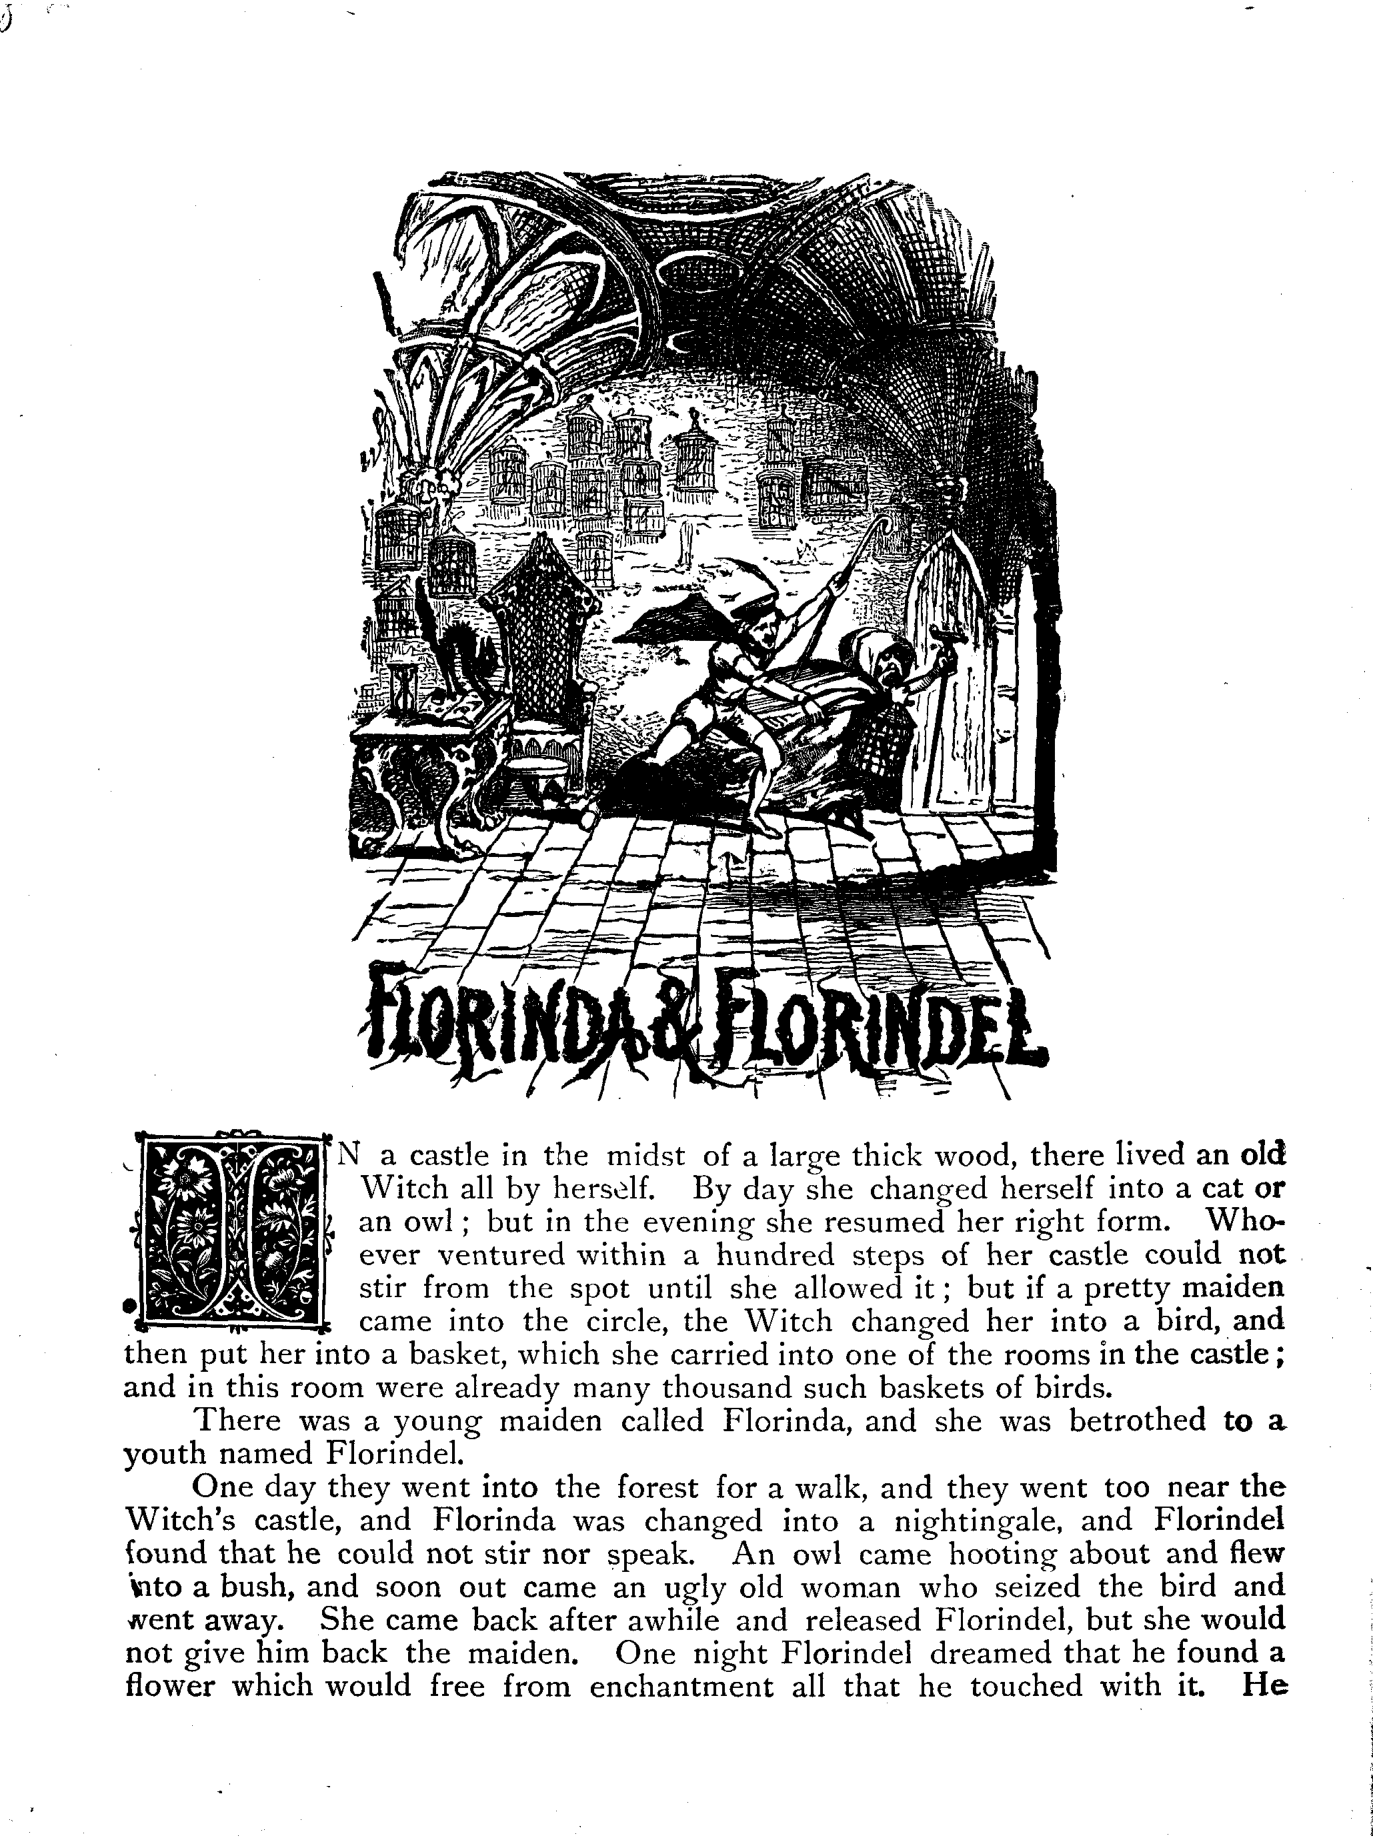 FLORINDA & FLORINDEL
IN a castle in the midst of a large thick wood, there lived an old
Witch all by herself. By day she changed herself into a cat or
an owl; but in the evening she resumed her right form. Who-
ever ventured within a hundred steps of her castle could not
stir from the spot until she allowed it; but if a pretty maiden
came into the circle, the Witch changed her into a bird, and
then put her into a basket, which she carried into one of the rooms in the castle;
and in this room were already many thousand such baskets of birds.
There was a young maiden called Florinda, and she was betrothed to a
youth named Florindel.
One day they went into the forest for a walk, and they went too near the
Witch's castle, and Florinda was changed into a nightingale, and Florindel
found that he could not stir nor speak. An owl came hooting about and flew
into a bush, and soon out came an ugly old woman who seized the bird and
went away. She came back after awhile and released Florindel, but she would
not give him back the maiden. One night Florindel dreamed that he found a
flower which would free from enchantment all that he touched with it. He